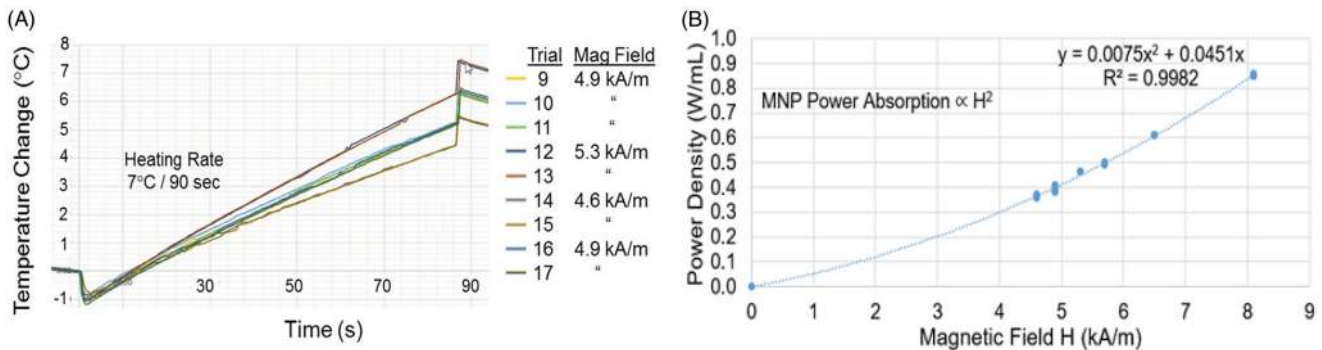 (A)
Temperature Change (°C)
8
7
6
5
4
3
2
1
-1
Heating Rate
7°C / 90 sec
10
30
50
70
90
Time (s)
Trial Mag Field
9 4.9 kA/m
10 "
11 "
12 5.3 kA/m
13 "
14 4.6 kA/m
15 "
16 4.9 kA/m
17 "
(B)
Power Density (W/mL)
1.0
0.9
0.8
0.7
0.6
0.5
0.4
0.3
0.2
0.1
0.0
y = 0.0075x² + 0.0451x
R² = 0.9982
MNP Power Absorption ∝ H²
0 1 2 3 4 5 6 7 8 9
Magnetic Field H (kA/m)